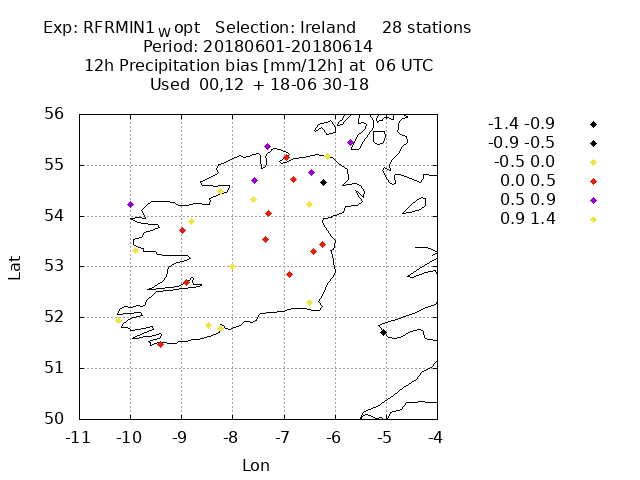 Exp: RFRMIN1_W opt   Selection: Ireland     28 stations
Period: 20180601-20180614
12h Precipitation bias [mm/12h] at  06 UTC
Used  00,12  + 18-06 30-18
-1.4 -0.9
-0.9 -0.5
-0.5 0.0
0.0 0.5
0.5 0.9
0.9 1.4
56
55
54
53
52
51
50
Lat
-11 -10 -9 -8 -7 -6 -5 -4
Lon